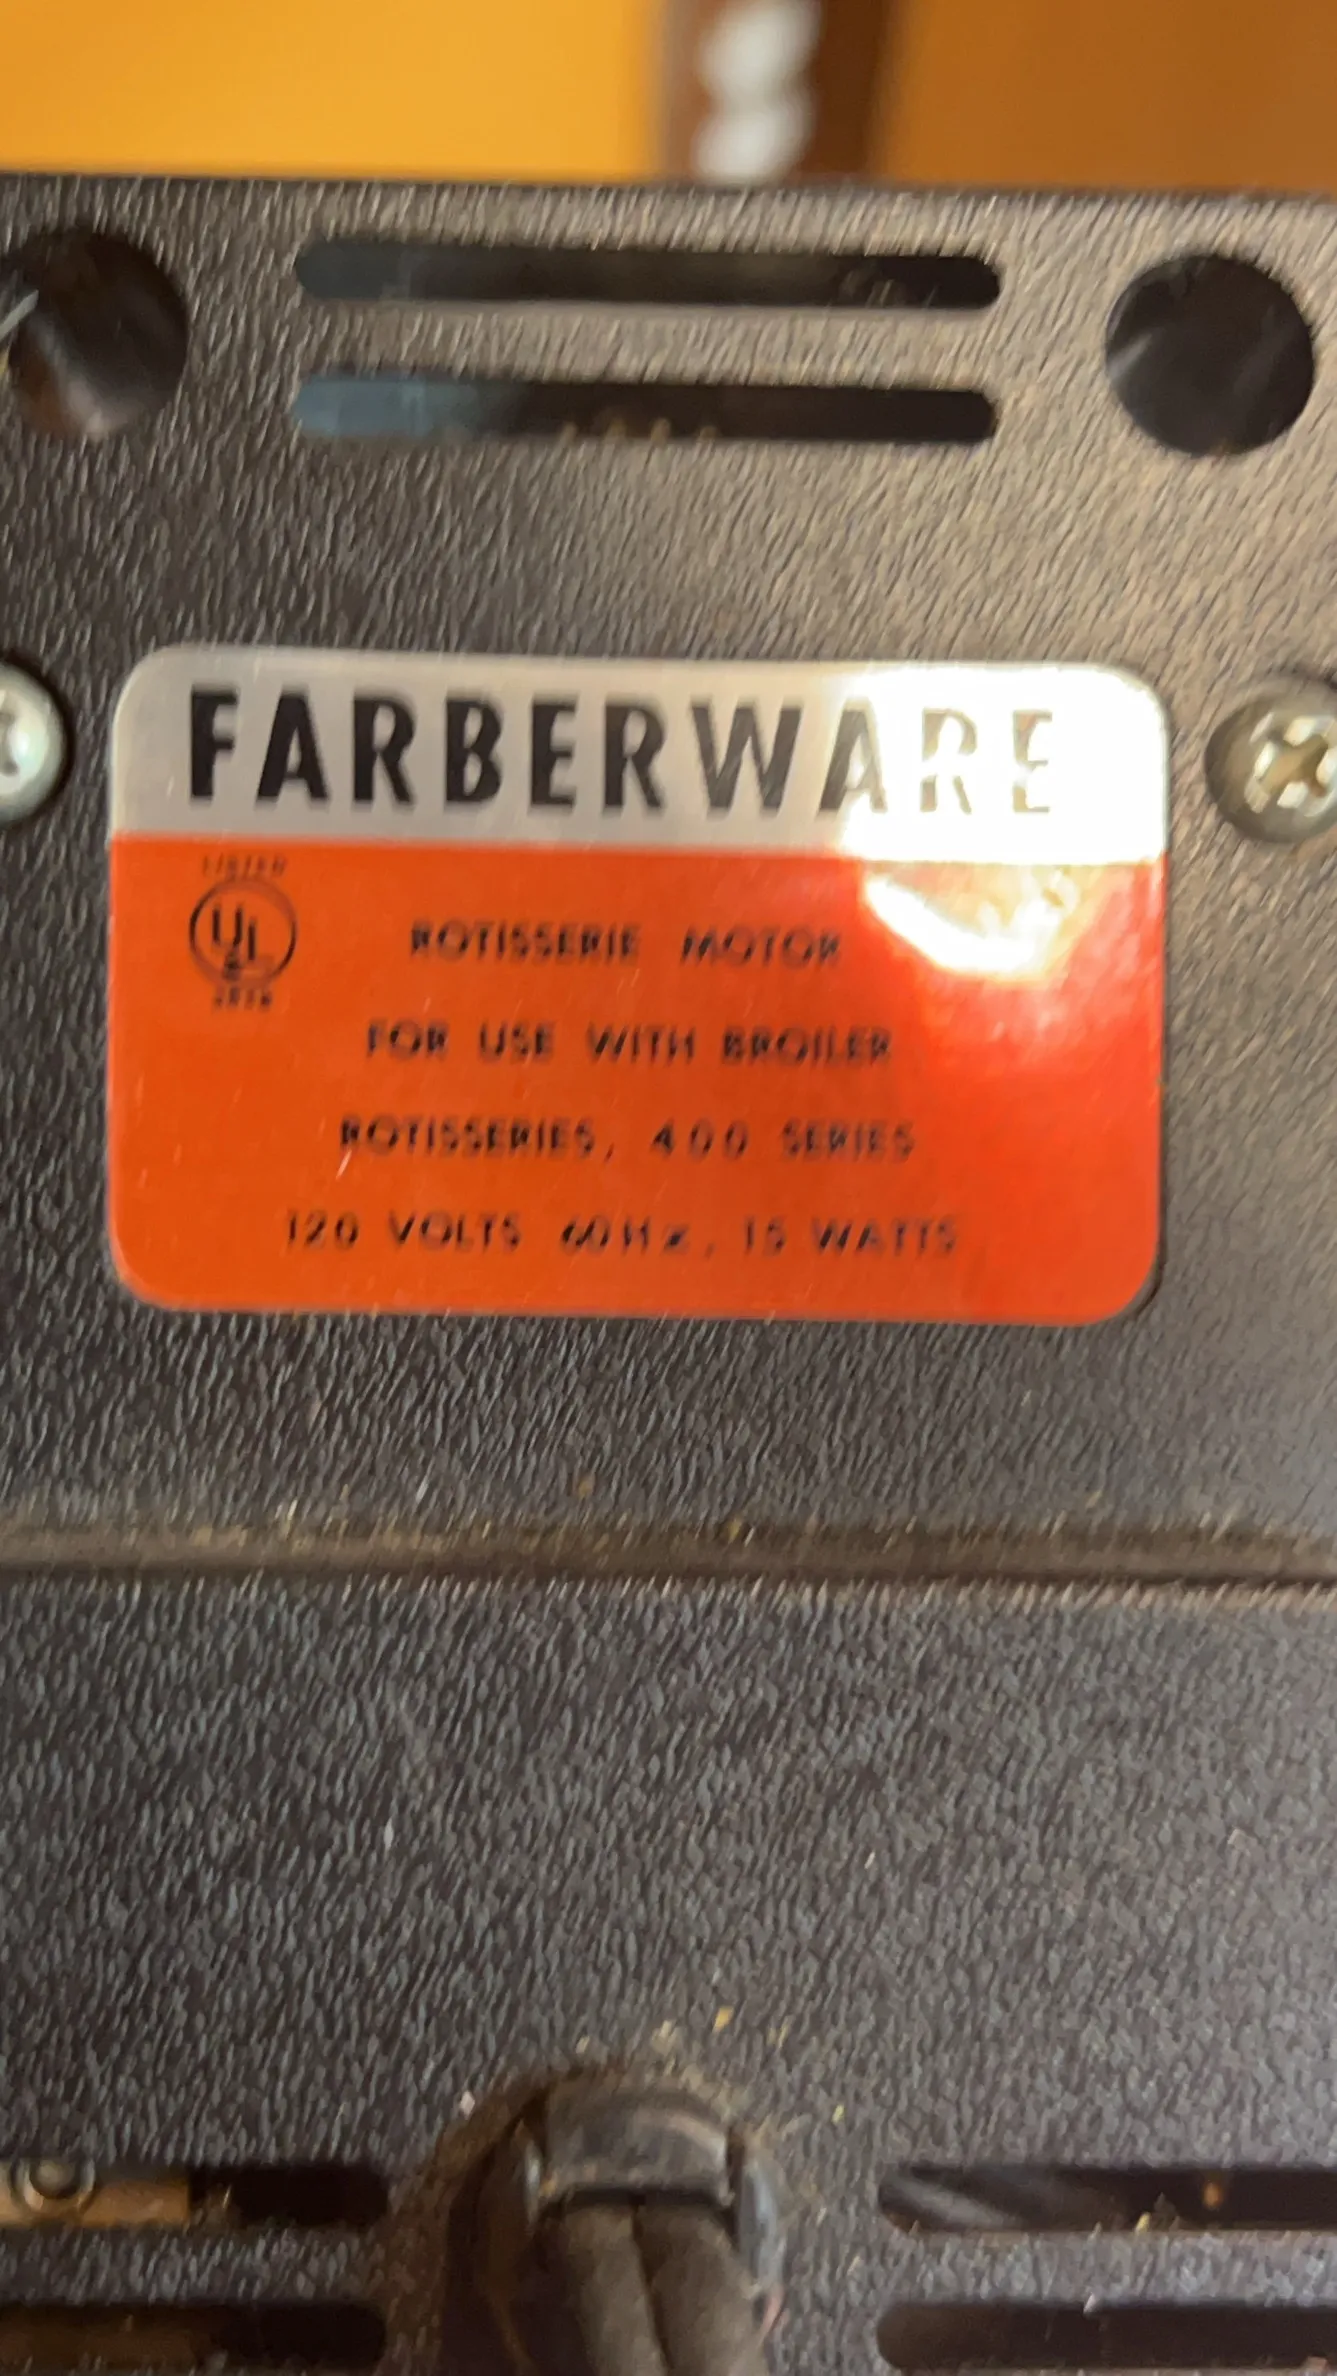 FARBERWARE
LISTED
UL
ROTISSERIE MOTOR
FOR USE WITH BROILER
ROTISSERIES, 400 SERIES
120 VOLTS 60Hz, 15 WATTS